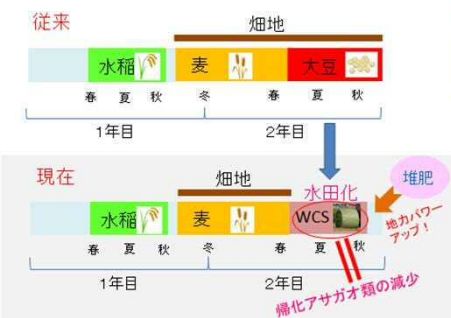 従来
畑地
水稲 麦 大豆
春 夏 秋 冬 春 夏 秋
1年目 2年目
現在
畑地
水田化
堆肥
水稲 麦 WCS
地力パワー
アップ！
春 夏 秋 冬 春 夏 秋
1年目 2年目
帰化アサガオ類の減少